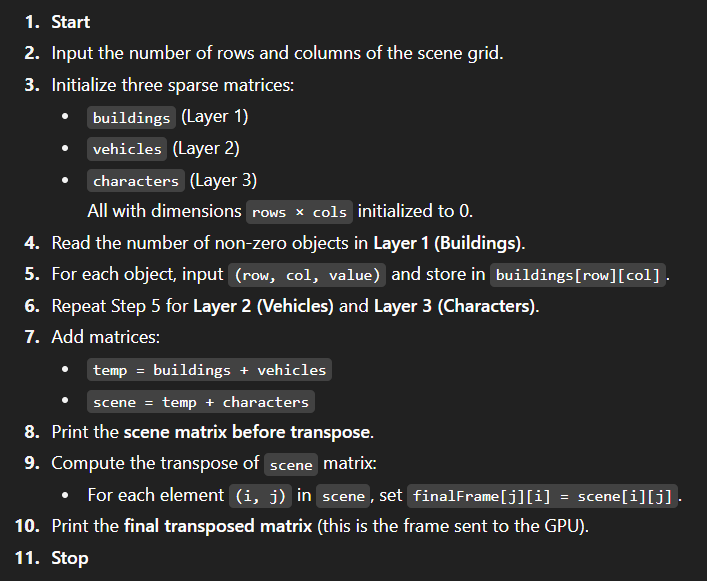 1. Start
2. Input the number of rows and columns of the scene grid.
3. Initialize three sparse matrices:
• buildings (Layer 1)
• vehicles (Layer 2)
• characters (Layer 3)
All with dimensions rows × cols initialized to 0.
4. Read the number of non-zero objects in Layer 1 (Buildings).
5. For each object, input (row, col, value) and store in buildings[row][col].
6. Repeat Step 5 for Layer 2 (Vehicles) and Layer 3 (Characters).
7. Add matrices:
• temp = buildings + vehicles
• scene = temp + characters
8. Print the scene matrix before transpose.
9. Compute the transpose of scene matrix:
• For each element (i, j) in scene, set finalFrame[j][i] = scene[i][j].
10. Print the final transposed matrix (this is the frame sent to the GPU).
11. Stop